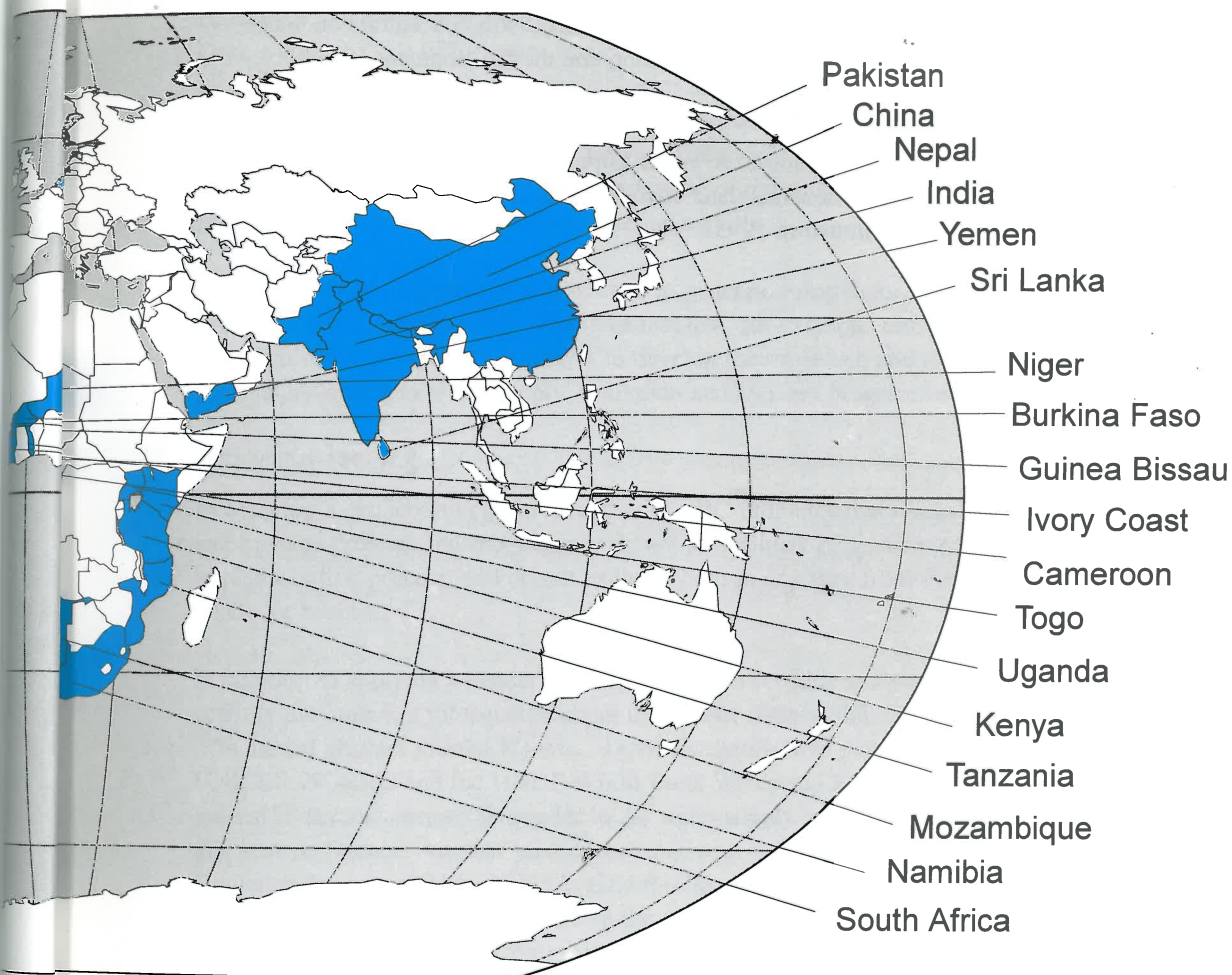 Pakistan
China
Nepal
India
Yemen
Sri Lanka
Niger
Burkina Faso
Guinea Bissau
Ivory Coast
Cameroon
Togo
Uganda
Kenya
Tanzania
Mozambique
Namibia
South Africa